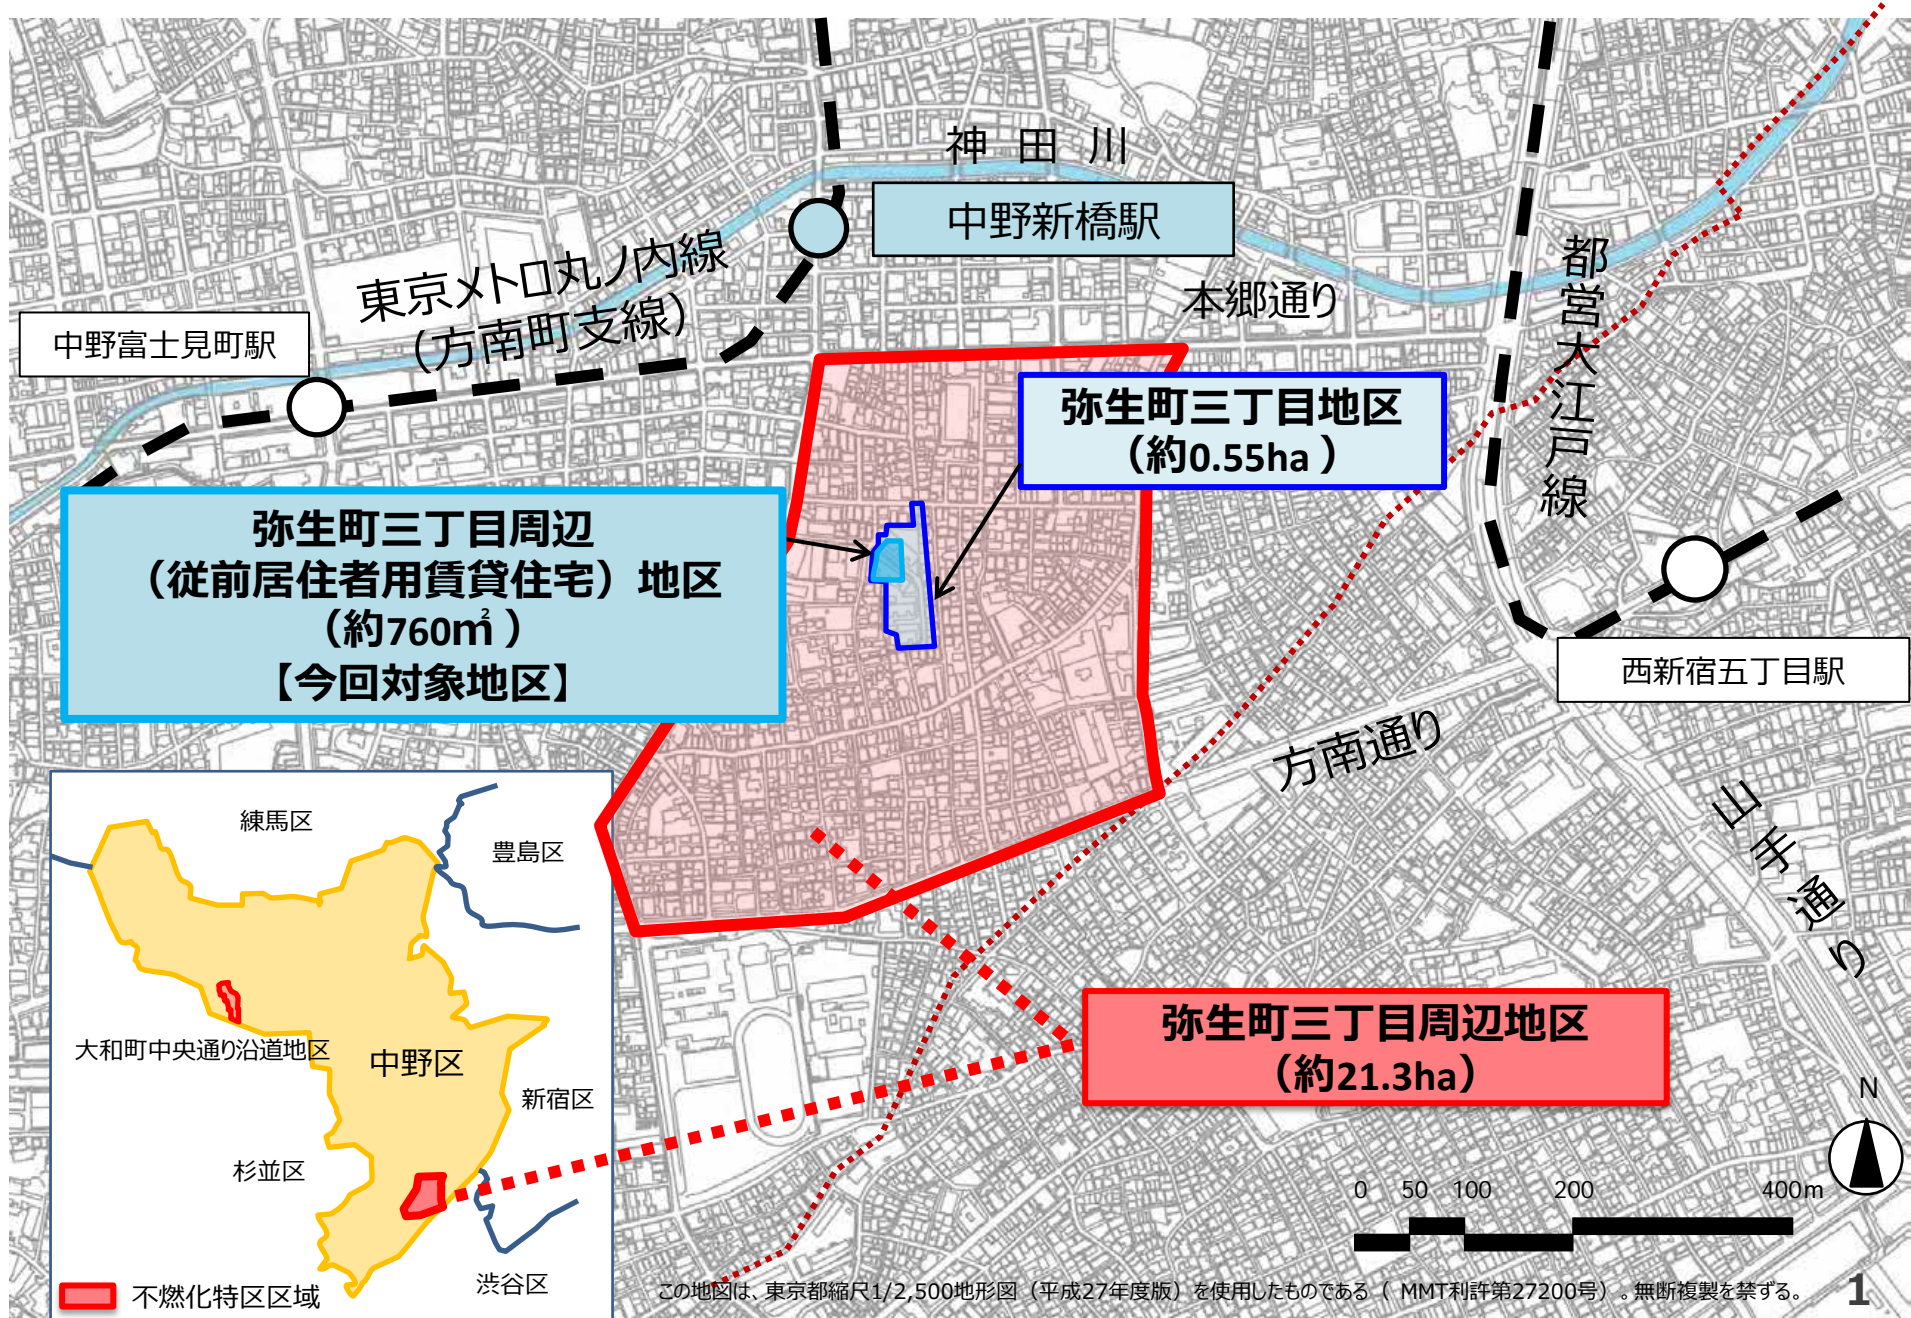 神田川
中野新橋駅
東京メトロ丸ノ内線
（方南町支線）
本郷通り
都営大江戸線
中野富士見町駅
弥生町三丁目地区
（約0.55ha ）
弥生町三丁目周辺
（従前居住者用賃貸住宅）地区
（約760㎡ ）
【今回対象地区】
西新宿五丁目駅
方南通り
山手通り
練馬区
豊島区
大和町中央通り沿道地区
中野区
新宿区
杉並区
渋谷区
不燃化特区区域
弥生町三丁目周辺地区
（約21.3ha）
N
0 50 100 200 400m
この地図は、東京都縮尺1/2,500地形図（平成27年度版）を使用したものである（ MMT利許第27200号）。無断複製を禁ずる。
1